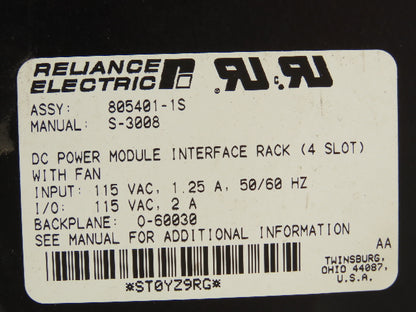 RELIANCE
ELECTRIC
ASSY: 805401-1S
MANUAL: S-3008
DC POWER MODULE INTERFACE RACK (4 SLOT)
WITH FAN
INPUT: 115 VAC, 1.25 A, 50/60 HZ
I/O: 115 VAC, 2 A
BACKPLANE: 0-60030
SEE MANUAL FOR ADDITIONAL INFORMATION
AA
*ST0YZ9RG*
TWINSBURG,
OHIO 44087,
U.S.A.